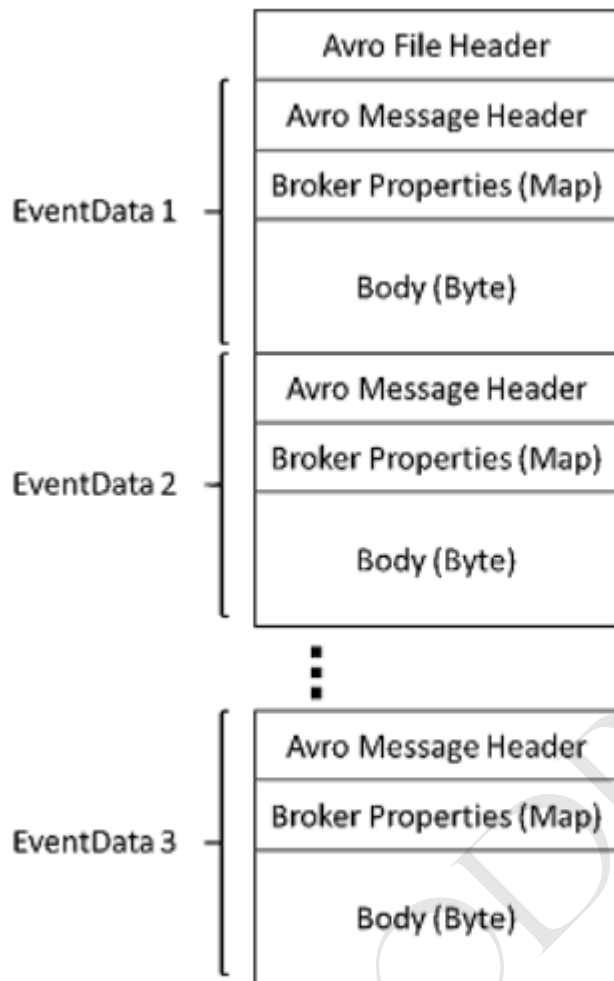 Avro File Header
Avro Message Header
Broker Properties (Map)
EventData 1
Body (Byte)
Avro Message Header
Broker Properties (Map)
EventData 2
Body (Byte)
Avro Message Header
Broker Properties (Map)
EventData 3
Body (Byte)